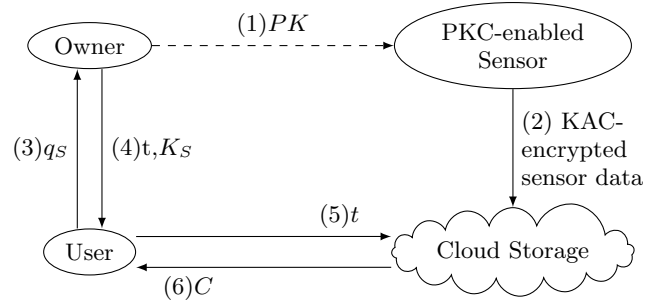 Owner
(1)PK
PKC-enabled
Sensor
(3)q_S
(4)t,K_S
(2) KAC-
encrypted
sensor data
(5)t
User
Cloud Storage
(6)C